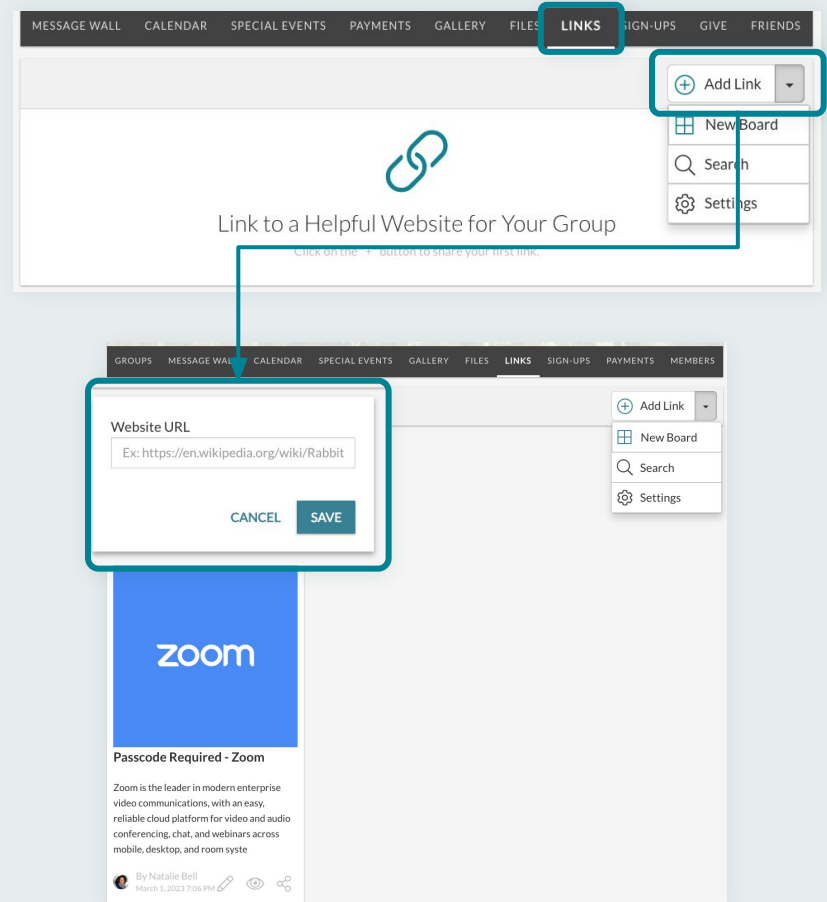 MESSAGE WALL CALENDAR SPECIAL EVENTS PAYMENTS GALLERY FILES LINKS SIGN-UPS GIVE FRIENDS
Add Link
New Board
Search
Settings
Link to a Helpful Website for Your Group
Click on the "+" button to share your first link.
GROUPS MESSAGE WALL CALENDAR SPECIAL EVENTS GALLERY FILES LINKS SIGN-UPS PAYMENTS MEMBERS
Add Link
New Board
Search
Settings
Website URL
Ex: https://en.wikipedia.org/wiki/Rabbit
CANCEL SAVE
zoom
Passcode Required - Zoom
Zoom is the leader in modern enterprise
video communications, with an easy,
reliable cloud platform for video and audio
conferencing, chat, and webinars across
mobile, desktop, and room syste
By Natalie Bell
March 1, 2023 7:06 PM